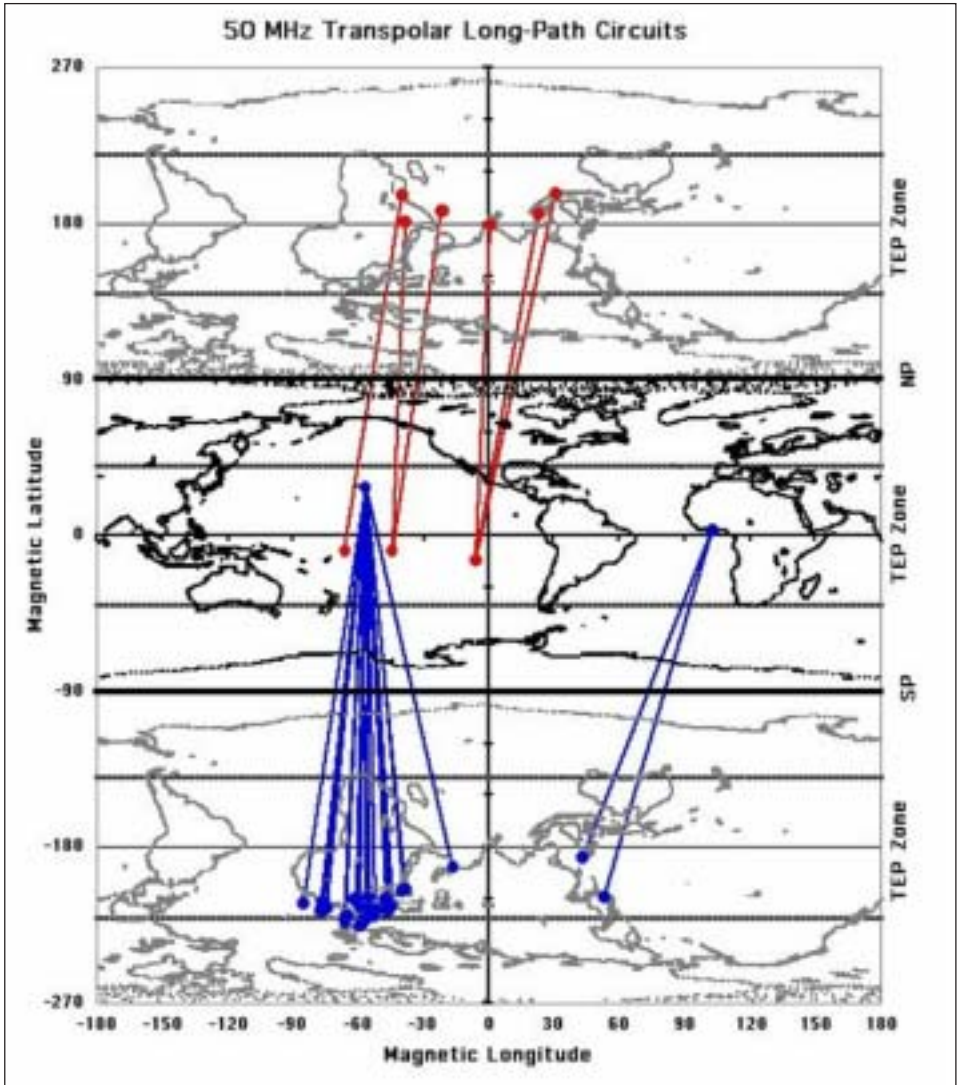 50 MHz Transpolar Long-Path Circuits
270
180
90
0
-90
-180
-270
Magnetic Latitude
TEP Zone
NP
TEP Zone
SP
TEP Zone
-180 -150 -120 -90 -60 -30 0 30 60 90 120 150 180
Magnetic Longitude